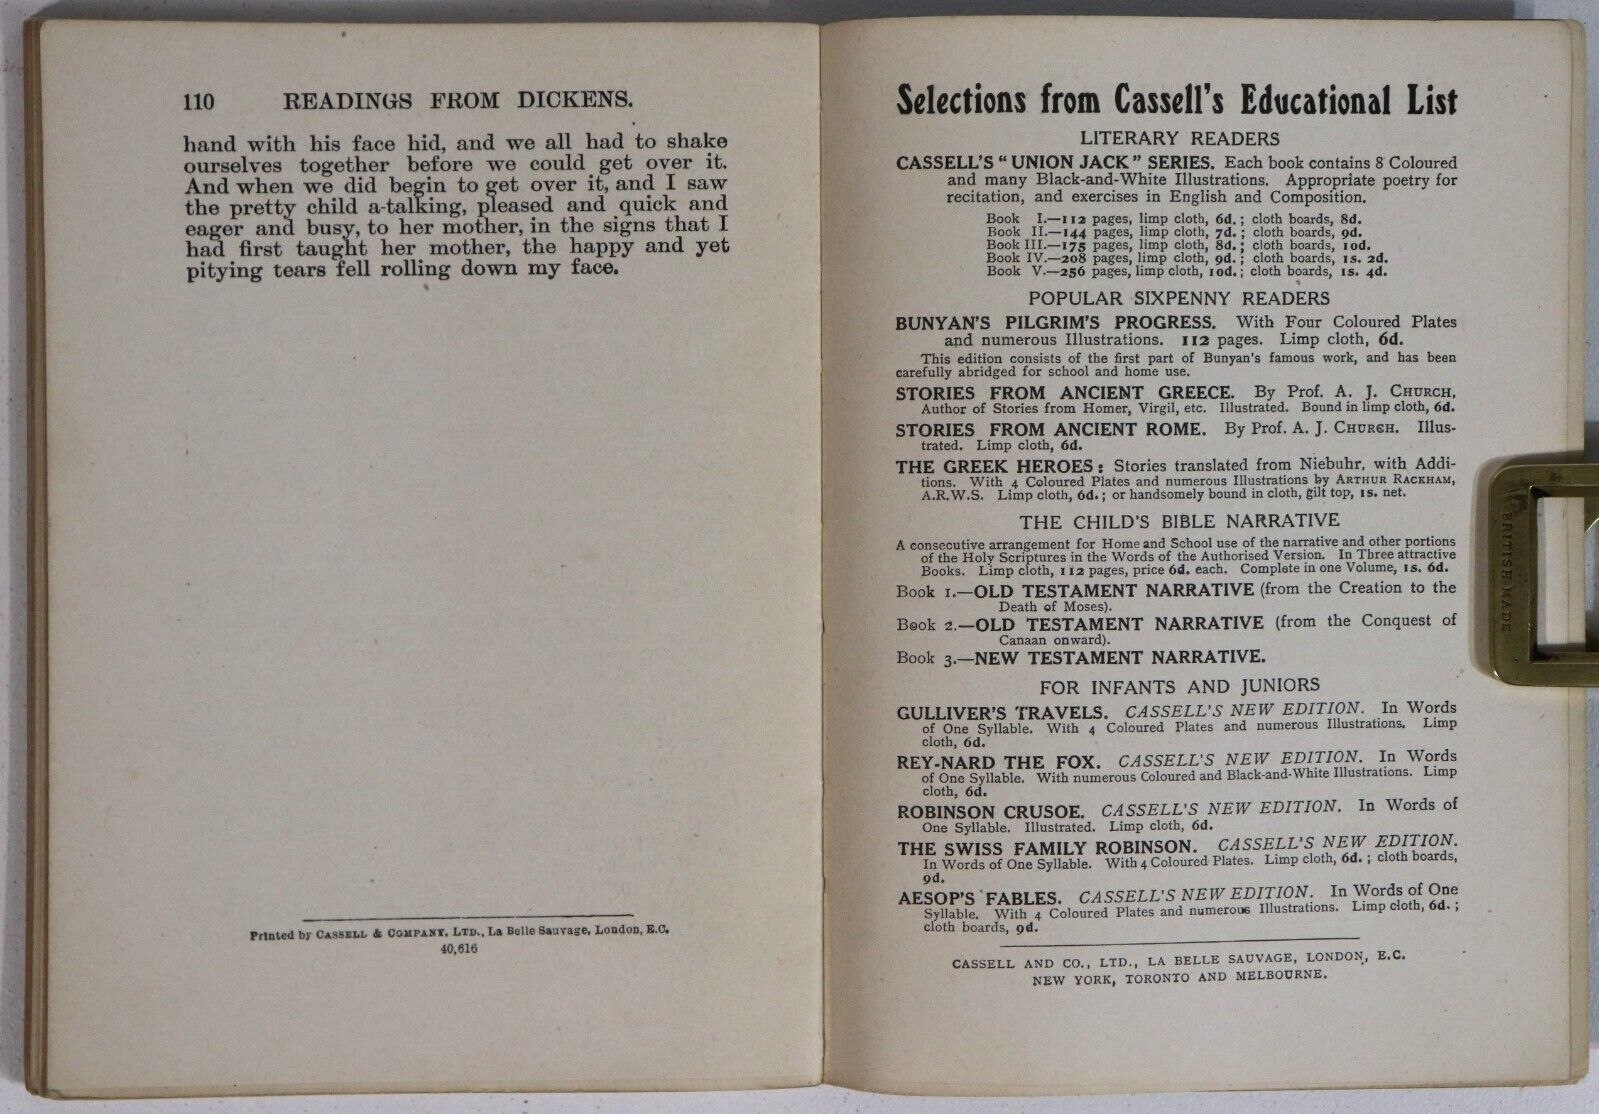 110 READINGS FROM DICKENS.
hand with his face hid, and we all had to shake
ourselves together before we could get over it.
And when we did begin to get over it, and I saw
the pretty child a-talking, pleased and quick and
eager and busy, to her mother, in the signs that I
had first taught her mother, the happy and yet
pitying tears fell rolling down my face.
Printed by CASSELL & COMPANY, LTD., La Belle Sauvage, London, E.C.
40,616
Selections from Cassell's Educational List
LITERARY READERS
CASSELL'S "UNION JACK" SERIES. Each book contains 8 Coloured
and many Black-and-White Illustrations. Appropriate poetry for
recitation, and exercises in English and Composition.
Book I.—112 pages, limp cloth, 6d.; cloth boards, 8d.
Book II.—144 pages, limp cloth, 7d.; cloth boards, 9d.
Book III.—175 pages, limp cloth, 8d.; cloth boards, 10d.
Book IV.—208 pages, limp cloth, 9d.; cloth boards, 1s. 2d.
Book V.—256 pages, limp cloth, 10d.; cloth boards, 1s. 4d.
POPULAR SIXPENNY READERS
BUNYAN'S PILGRIM'S PROGRESS. With Four Coloured Plates
and numerous Illustrations. 112 pages. Limp cloth, 6d.
This edition consists of the first part of Bunyan's famous work, and has been
carefully abridged for school and home use.
STORIES FROM ANCIENT GREECE. By Prof. A. J. CHURCH,
Author of Stories from Homer, Virgil, etc. Illustrated. Bound in limp cloth, 6d.
STORIES FROM ANCIENT ROME. By Prof. A. J. CHURCH. Illus-
trated. Limp cloth, 6d.
THE GREEK HEROES: Stories translated from Niebuhr, with Addi-
tions. With 4 Coloured Plates and numerous Illustrations by ARTHUR RACKHAM,
A.R.W.S. Limp cloth, 6d.; or handsomely bound in cloth, gilt top, 1s. net.
THE CHILD'S BIBLE NARRATIVE
A consecutive arrangement for Home and School use of the narrative and other portions
of the Holy Scriptures in the Words of the Authorised Version. In Three attractive
Books. Limp cloth, 112 pages, price 6d. each. Complete in one Volume, 1s. 6d.
Book 1.—OLD TESTAMENT NARRATIVE (from the Creation to the
Death of Moses).
Book 2.—OLD TESTAMENT NARRATIVE (from the Conquest of
Canaan onward).
Book 3.—NEW TESTAMENT NARRATIVE.
FOR INFANTS AND JUNIORS
GULLIVER'S TRAVELS. CASSELL'S NEW EDITION. In Words
of One Syllable. With 4 Coloured Plates and numerous Illustrations. Limp
cloth, 6d.
REY-NARD THE FOX. CASSELL'S NEW EDITION. In Words
of One Syllable. With numerous Coloured and Black-and-White Illustrations. Limp
cloth, 6d.
ROBINSON CRUSOE. CASSELL'S NEW EDITION. In Words of
One Syllable. Illustrated. Limp cloth, 6d.
THE SWISS FAMILY ROBINSON. CASSELL'S NEW EDITION.
In Words of One Syllable. With 4 Coloured Plates. Limp cloth, 6d.; cloth boards,
9d.
AESOP'S FABLES. CASSELL'S NEW EDITION. In Words of One
Syllable. With 4 Coloured Plates and numerous Illustrations. Limp cloth, 6d.;
cloth boards, 9d.
CASSELL AND CO., LTD., LA BELLE SAUVAGE, LONDON, E.C.
NEW YORK, TORONTO AND MELBOURNE.
BRITISH MADE